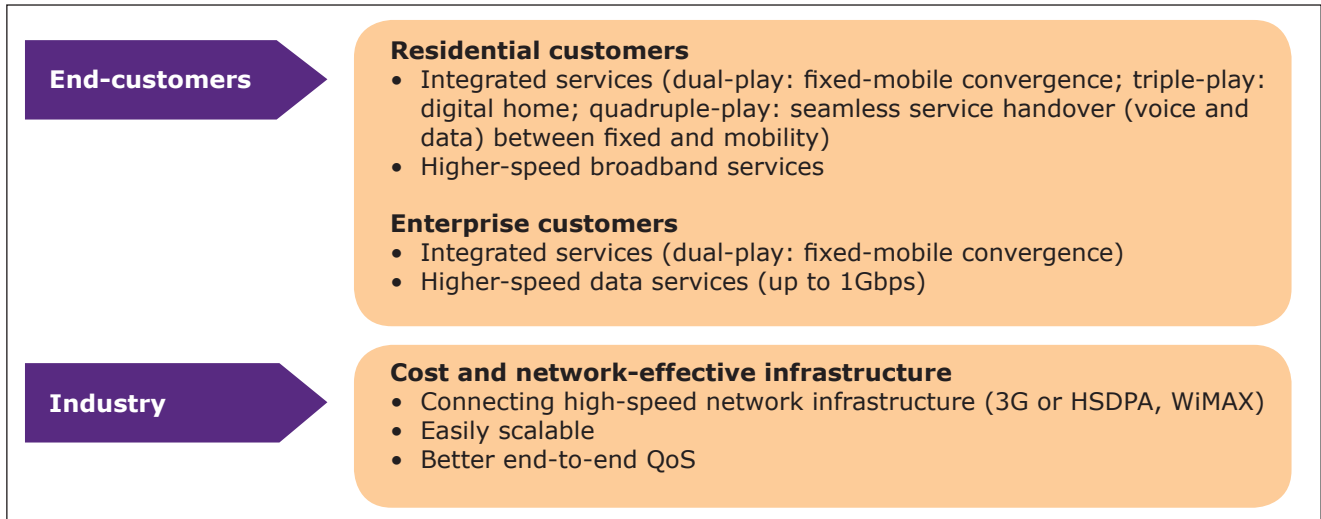 End-customers
Residential customers
• Integrated services (dual-play: fixed-mobile convergence; triple-play:
digital home; quadruple-play: seamless service handover (voice and
data) between fixed and mobility)
• Higher-speed broadband services
Enterprise customers
• Integrated services (dual-play: fixed-mobile convergence)
• Higher-speed data services (up to 1Gbps)
Industry
Cost and network-effective infrastructure
• Connecting high-speed network infrastructure (3G or HSDPA, WiMAX)
• Easily scalable
• Better end-to-end QoS